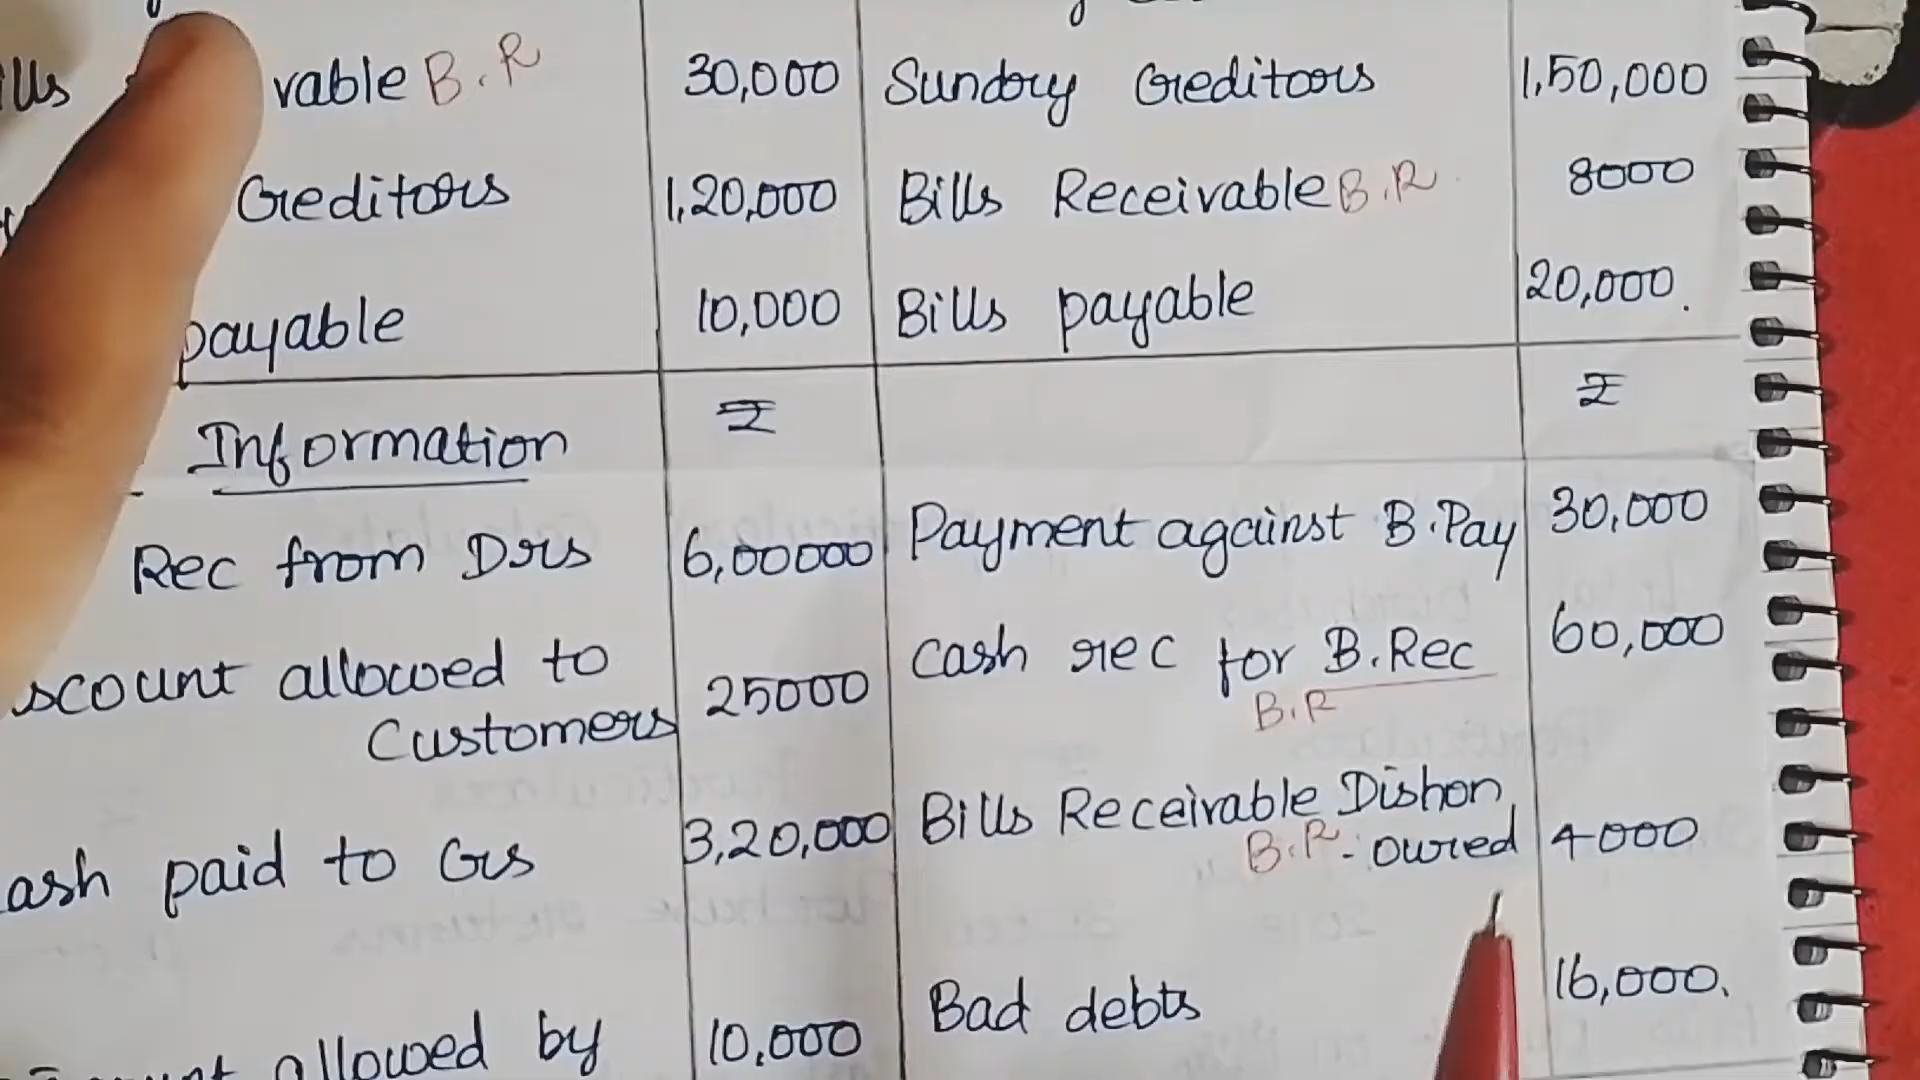 vable B.R 30,000 Sundry Creditors 1,50,000
Creditors 1,20,000 Bills Receivable B.R 8000
payable 10,000 Bills payable 20,000.
Information ₹ ₹
Rec from Drs 6,00000 Payment against B.Pay 30,000
scount allowed to 25000 Cash rec for B.Rec 60,000
Customers B.R
Bills Receivable Dishon
ash paid to Crs 3,20,000 B.R - owred 4000
allowed by 10,000 Bad debts 16,000.